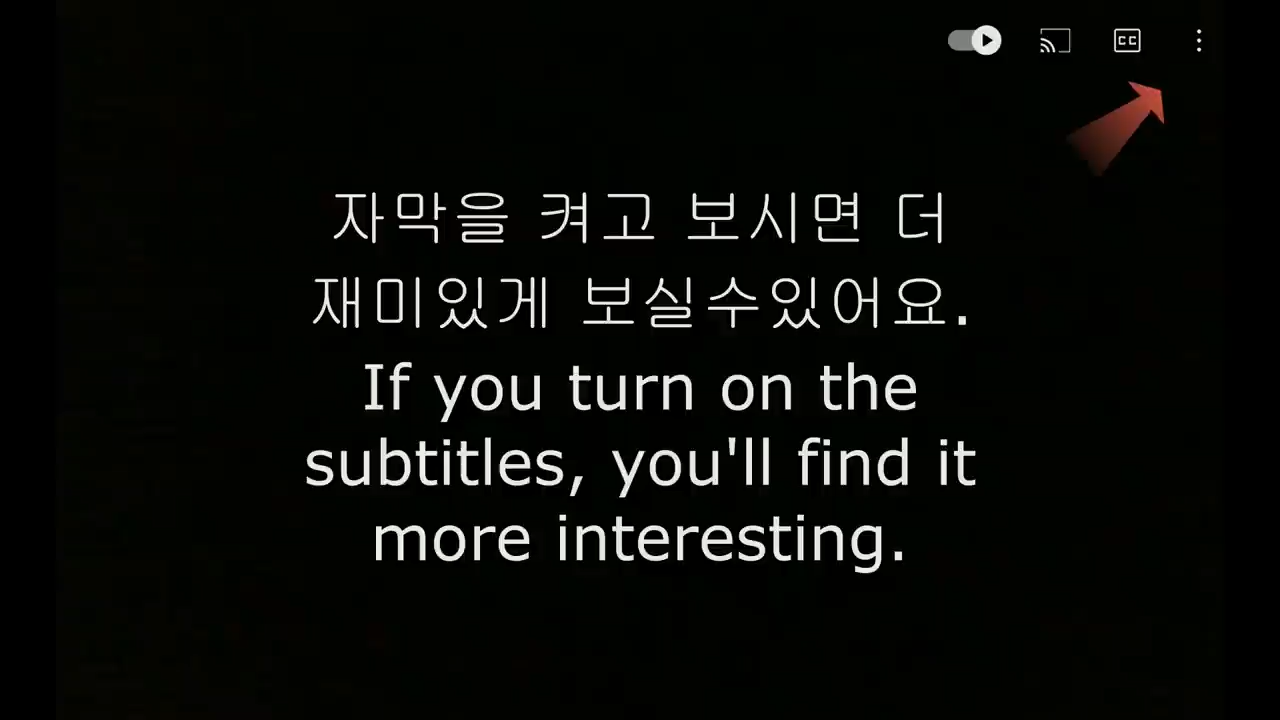 CC
자막을 켜고 보시면 더
재미있게 보실수있어요.
If you turn on the
subtitles, you'll find it
more interesting.